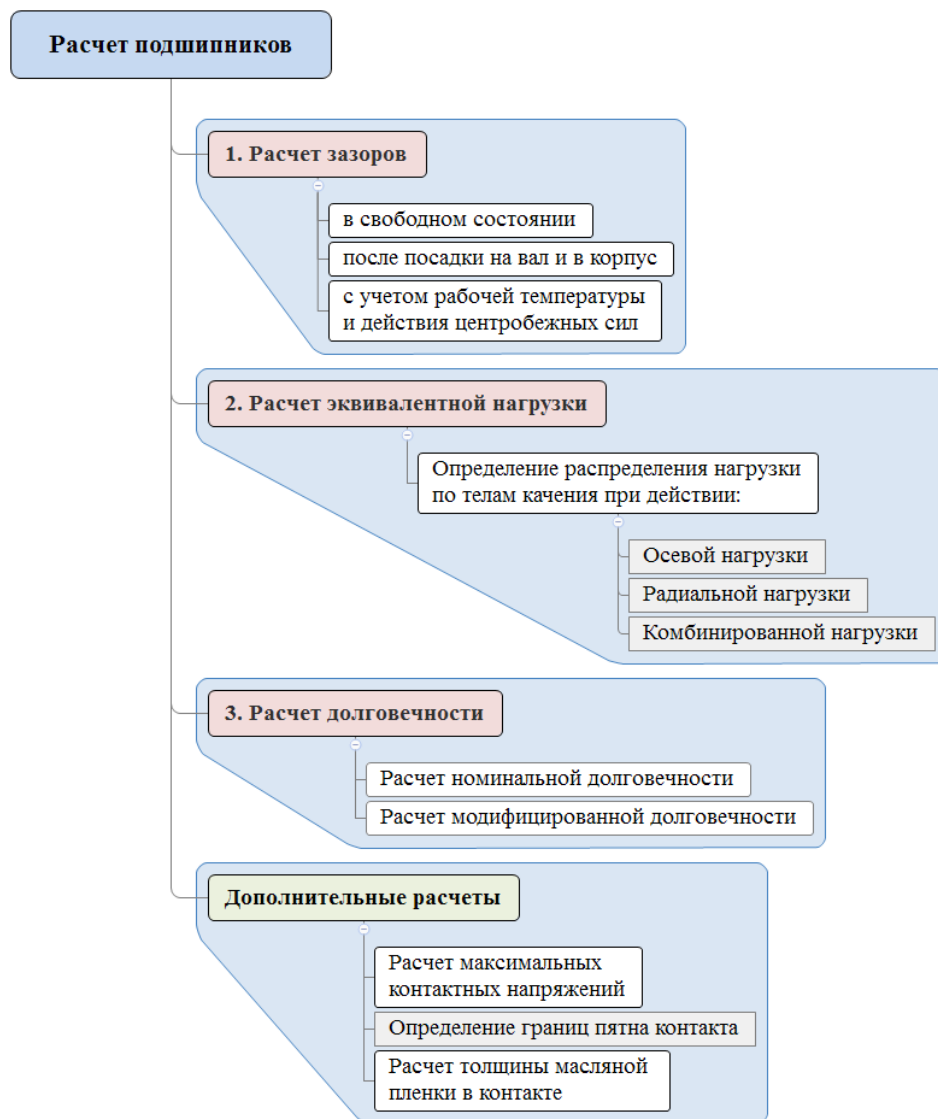 Расчет подшипников
1. Расчет зазоров
в свободном состоянии
после посадки на вал и в корпус
с учетом рабочей температуры
и действия центробежных сил
2. Расчет эквивалентной нагрузки
Определение распределения нагрузки
по телам качения при действии:
Осевой нагрузки
Радиальной нагрузки
Комбинированной нагрузки
3. Расчет долговечности
Расчет номинальной долговечности
Расчет модифицированной долговечности
Дополнительные расчеты
Расчет максимальных
контактных напряжений
Определение границ пятна контакта
Расчет толщины масляной
пленки в контакте